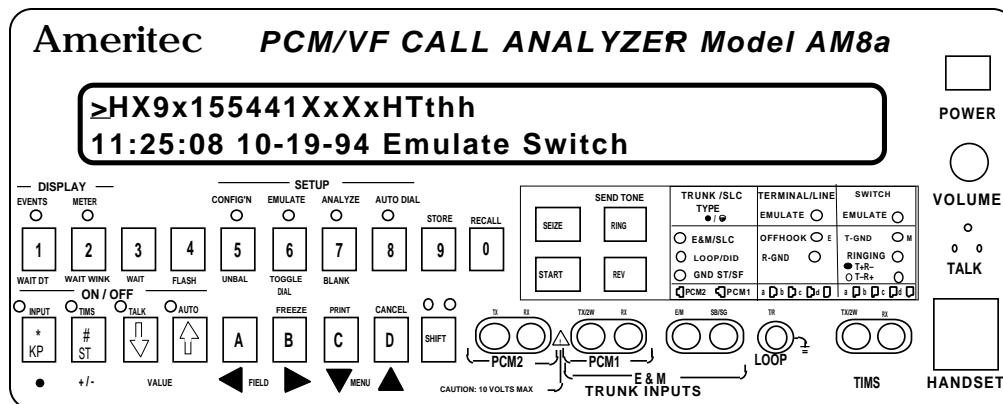 Ameritec PCM/VF CALL ANALYZER Model AM8a
>HX9x155441XxXxHTthh
11:25:08 10-19-94 Emulate Switch
POWER
VOLUME
TALK
HANDSET
DISPLAY
EVENTS METER
SETUP
CONFIG'N EMULATE ANALYZE AUTO DIAL
STORE RECALL
1 2 3 4 5 6 7 8 9 0
WAIT DT WAIT WINK WAIT FLASH UNBAL TOGGLE BLANK
DIAL
ON / OFF
INPUT TIMS TALK AUTO
FREEZE PRINT CANCEL
* KP # ST A B C D SHIFT
+/- VALUE FIELD MENU
SEND TONE
SEIZE RING
START REV
TRUNK / SLC TYPE
E&M/SLC
LOOP/DID
GND ST/SF
PCM2 PCM1
TERMINAL/LINE
EMULATE
OFFHOOK E
R-GND
a b c d
SWITCH
EMULATE
T-GND M
RINGING
T+R–
T–R+
a b c d
TX RX TX/2W RX E/M SB/SG TR TX/2W RX
PCM2 PCM1 LOOP
E & M
CAUTION: 10 VOLTS MAX TRUNK INPUTS
TIMS